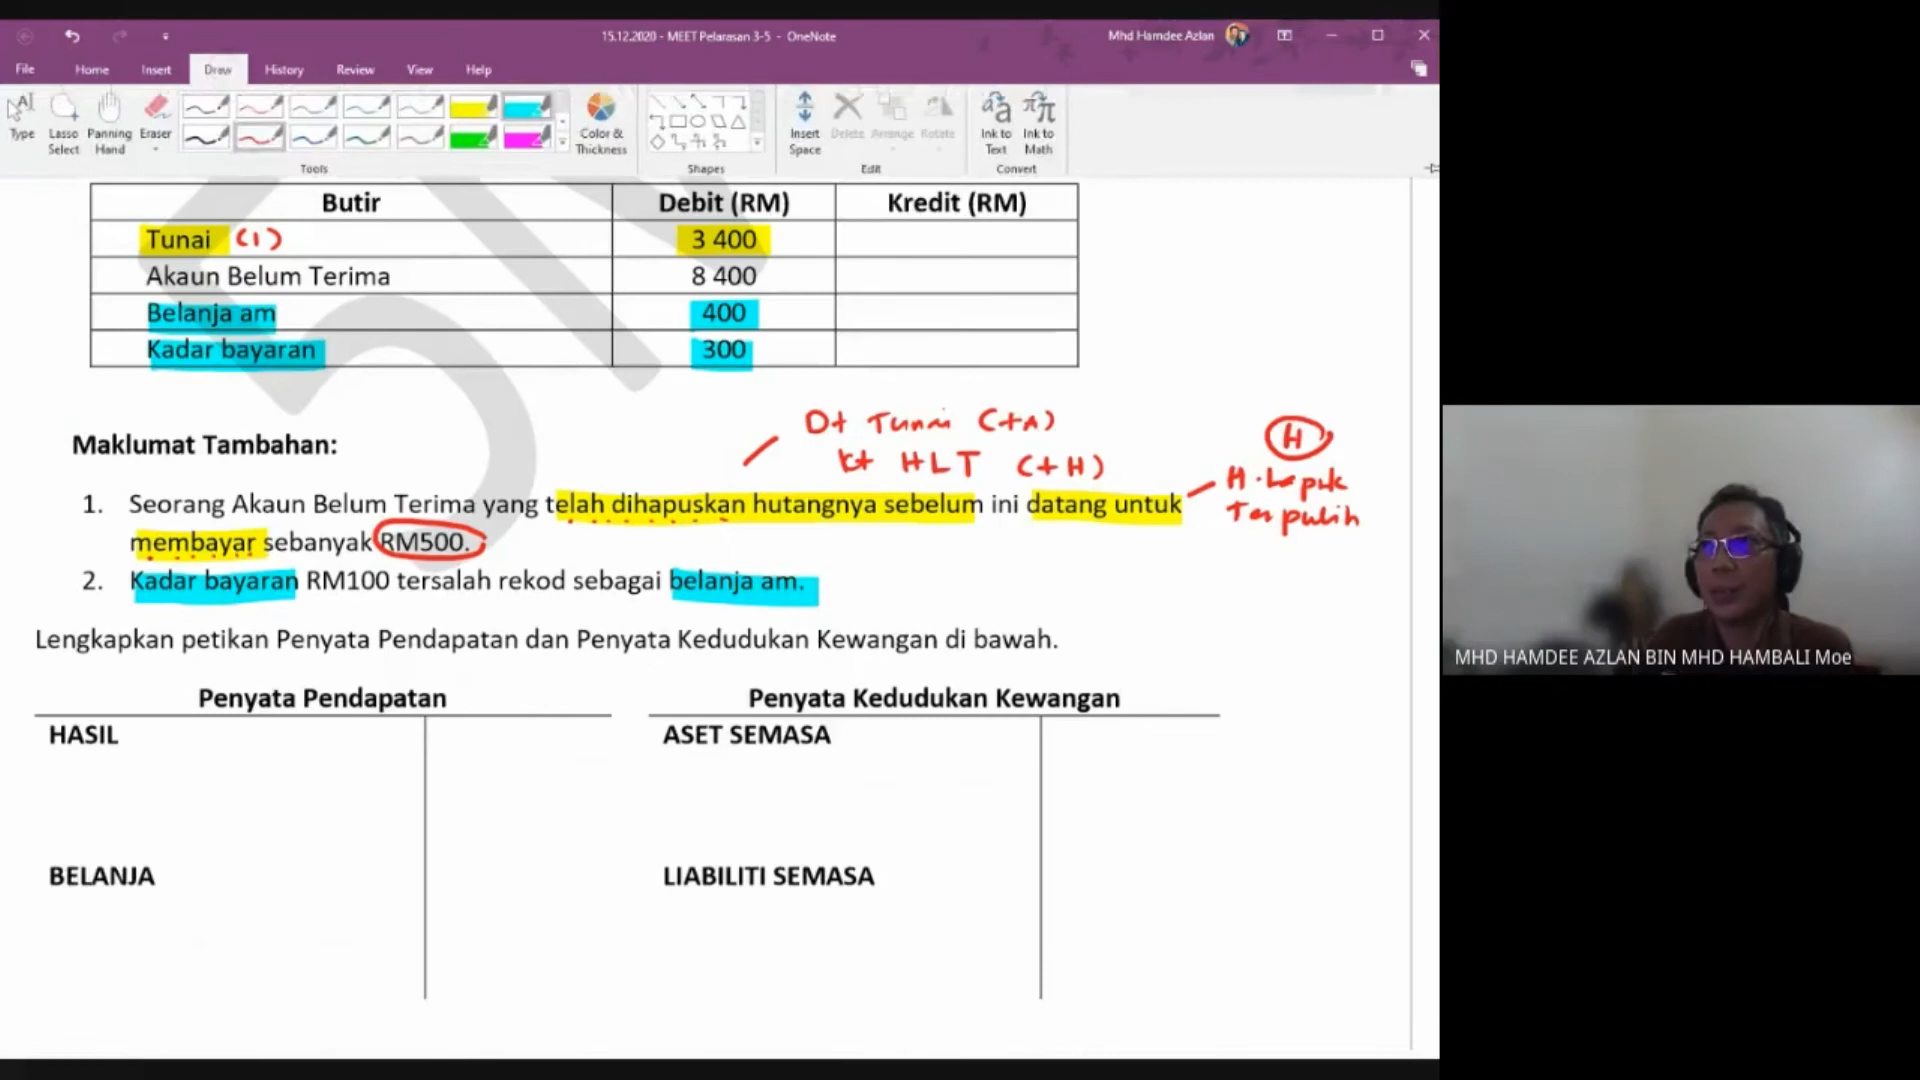 15.12.2020 - MEET Pelarasan 3-5 - OneNote
Mhd Hamdee Azlan
File Home Insert Draw History Review View Help
Type
Lasso Select
Panning Hand
Eraser
Color & Thickness
Insert Space
Delete
Arrange
Rotate
Ink to Text
Ink to Math
Tools
Shapes
Edit
Convert
Butir Debit (RM) Kredit (RM)
Tunai (1) 3 400
Akaun Belum Terima 8 400
Belanja am 400
Kadar bayaran 300
Dt Tunai (+A)
Kt HLT (+H)
H
H. Lapuk
Terpulih
Maklumat Tambahan:
1. Seorang Akaun Belum Terima yang telah dihapuskan hutangnya sebelum ini datang untuk
membayar sebanyak RM500.
2. Kadar bayaran RM100 tersalah rekod sebagai belanja am.
Lengkapkan petikan Penyata Pendapatan dan Penyata Kedudukan Kewangan di bawah.
Penyata Pendapatan
HASIL
BELANJA
Penyata Kedudukan Kewangan
ASET SEMASA
LIABILITI SEMASA
MHD HAMDEE AZLAN BIN MHD HAMBALI Moe